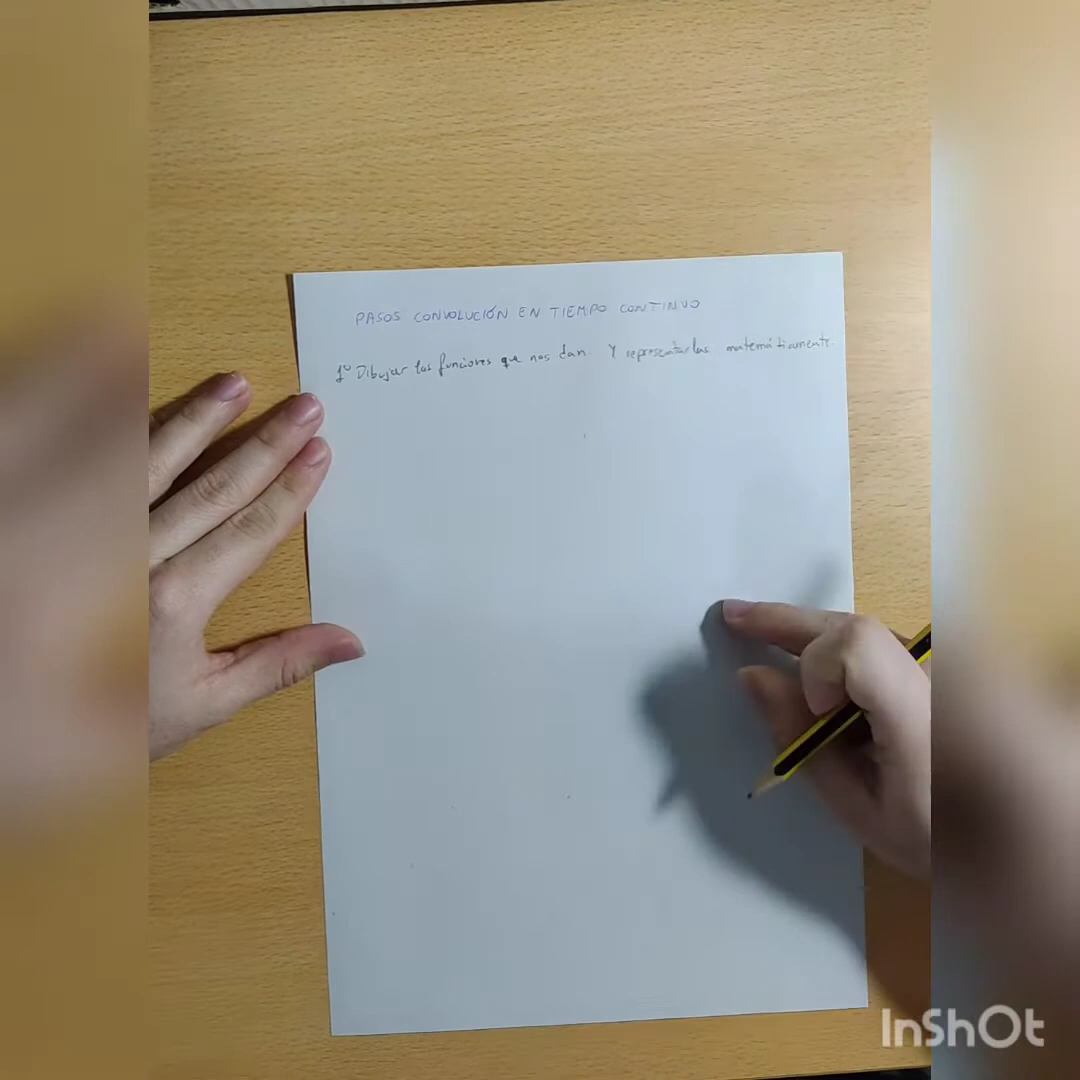 PASOS CONVOLUCIÓN EN TIEMPO CONTINUO
1º Dibujar las funciones que nos dan. Y representarlas matemáticamente.
InShOt